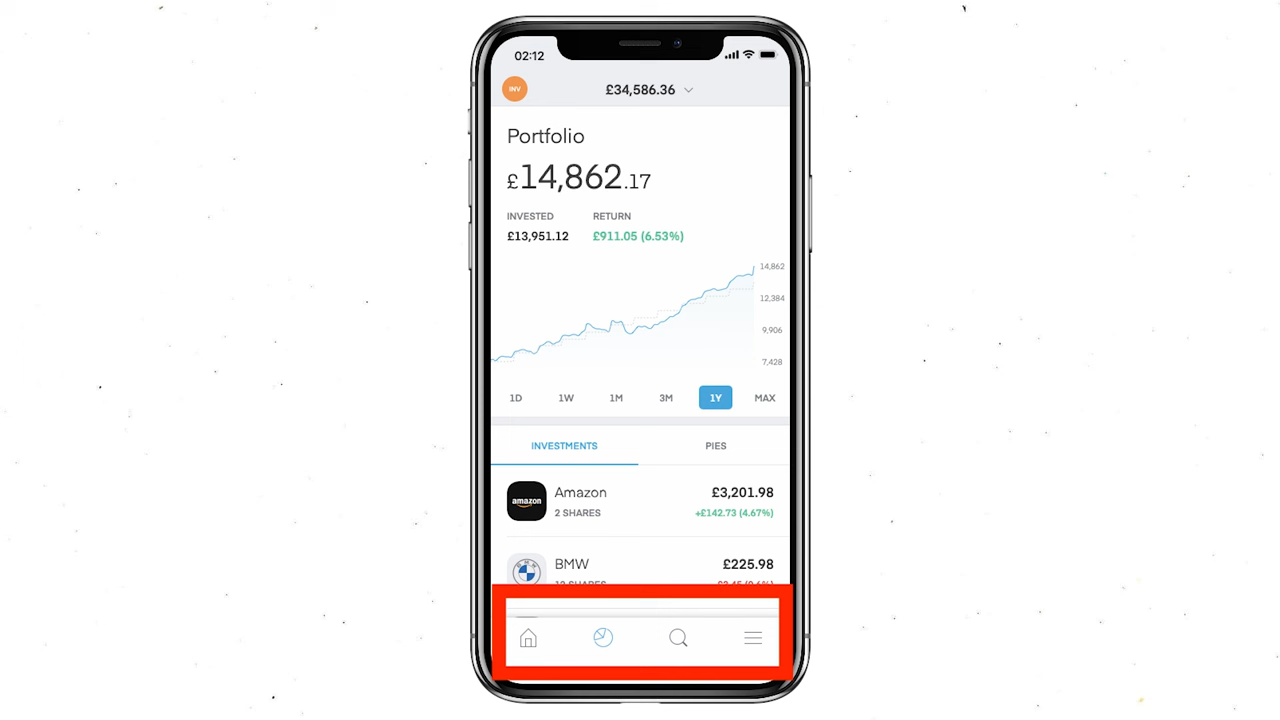 02:12
INV
£34,586.36
Portfolio
£14,862.17
INVESTED RETURN
£13,951.12 £911.05 (6.53%)
14,862
12,384
9,906
7,428
1D 1W 1M 3M 1Y MAX
INVESTMENTS PIES
amazon Amazon £3,201.98
2 SHARES +£142.73 (4.67%)
BMW BMW £225.98